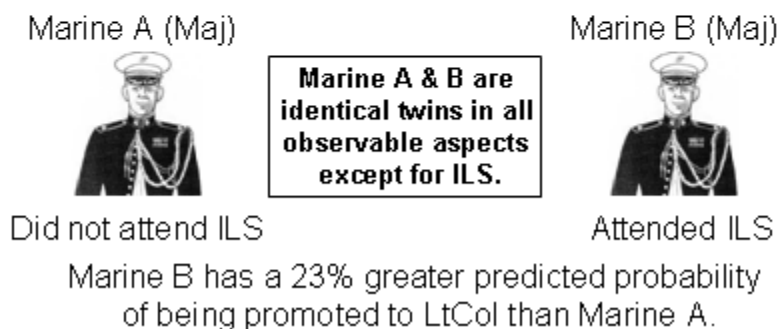 Marine A (Maj)
Marine B (Maj)
Marine A & B are
identical twins in all
observable aspects
except for ILS.
Did not attend ILS
Attended ILS
Marine B has a 23% greater predicted probability
of being promoted to LtCol than Marine A.